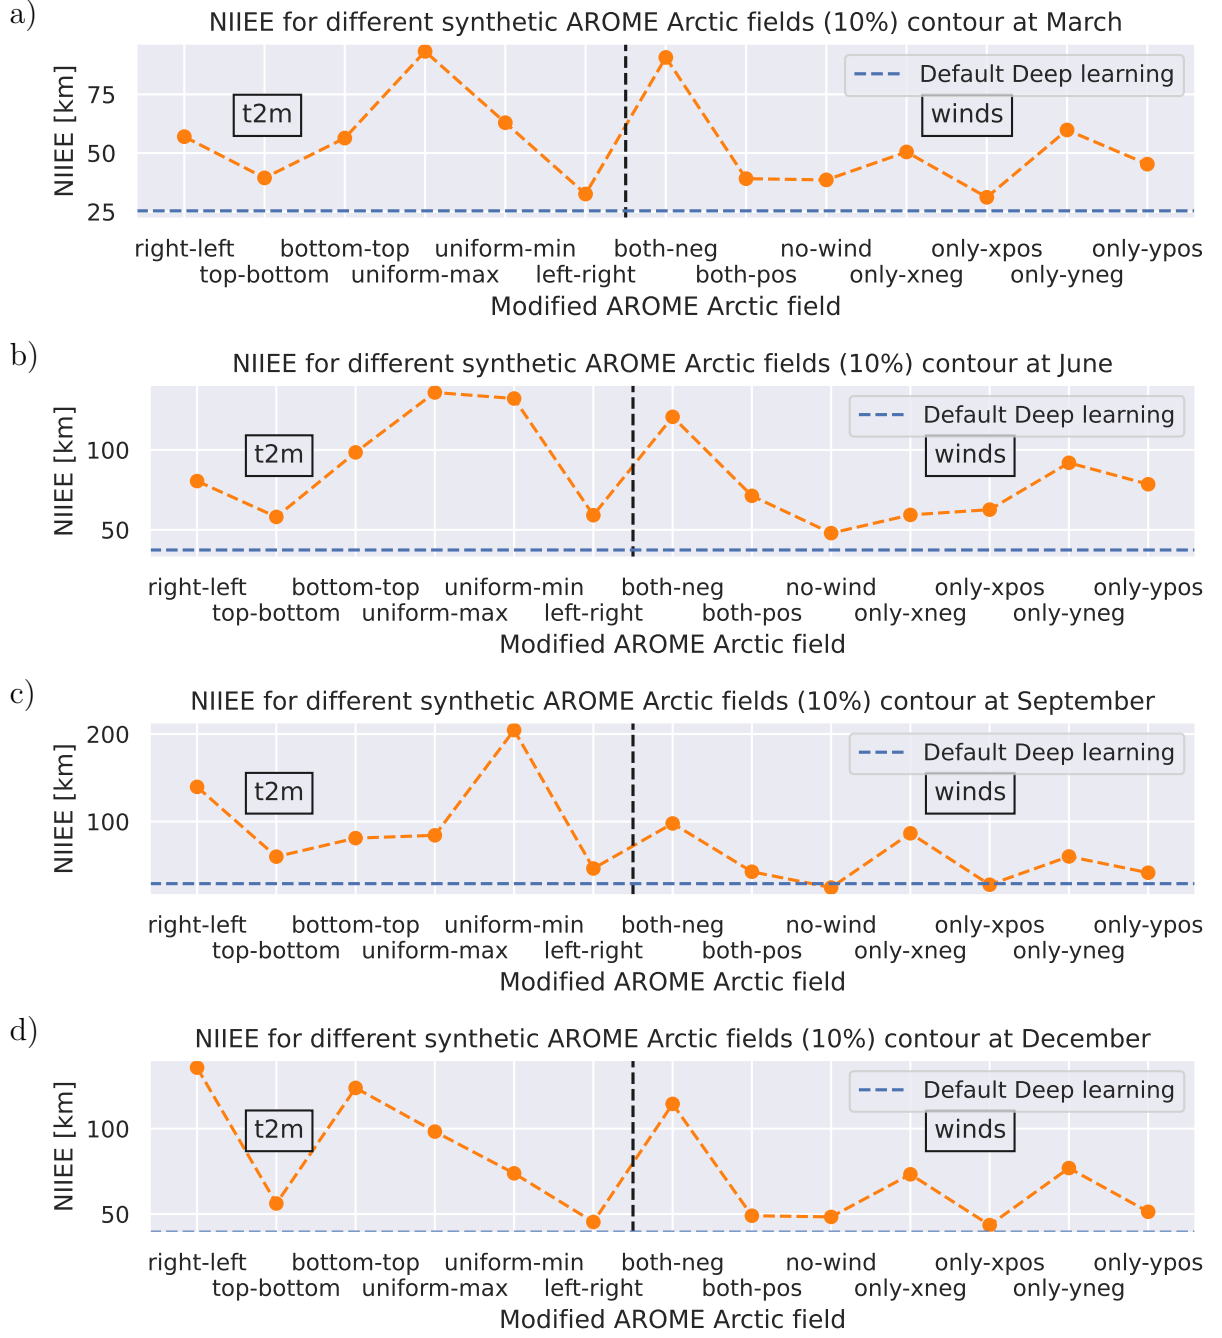 a)
NIIEE for different synthetic AROME Arctic fields (10%) contour at March
NIIEE [km]
75
50
25
t2m
Default Deep learning
winds
right-left bottom-top uniform-min both-neg no-wind only-xpos only-ypos
top-bottom uniform-max left-right both-pos only-xneg only-yneg
Modified AROME Arctic field
b)
NIIEE for different synthetic AROME Arctic fields (10%) contour at June
NIIEE [km]
100
50
t2m
Default Deep learning
winds
right-left bottom-top uniform-min both-neg no-wind only-xpos only-ypos
top-bottom uniform-max left-right both-pos only-xneg only-yneg
Modified AROME Arctic field
c)
NIIEE for different synthetic AROME Arctic fields (10%) contour at September
NIIEE [km]
200
100
t2m
Default Deep learning
winds
right-left bottom-top uniform-min both-neg no-wind only-xpos only-ypos
top-bottom uniform-max left-right both-pos only-xneg only-yneg
Modified AROME Arctic field
d)
NIIEE for different synthetic AROME Arctic fields (10%) contour at December
NIIEE [km]
100
50
t2m
Default Deep learning
winds
right-left bottom-top uniform-min both-neg no-wind only-xpos only-ypos
top-bottom uniform-max left-right both-pos only-xneg only-yneg
Modified AROME Arctic field